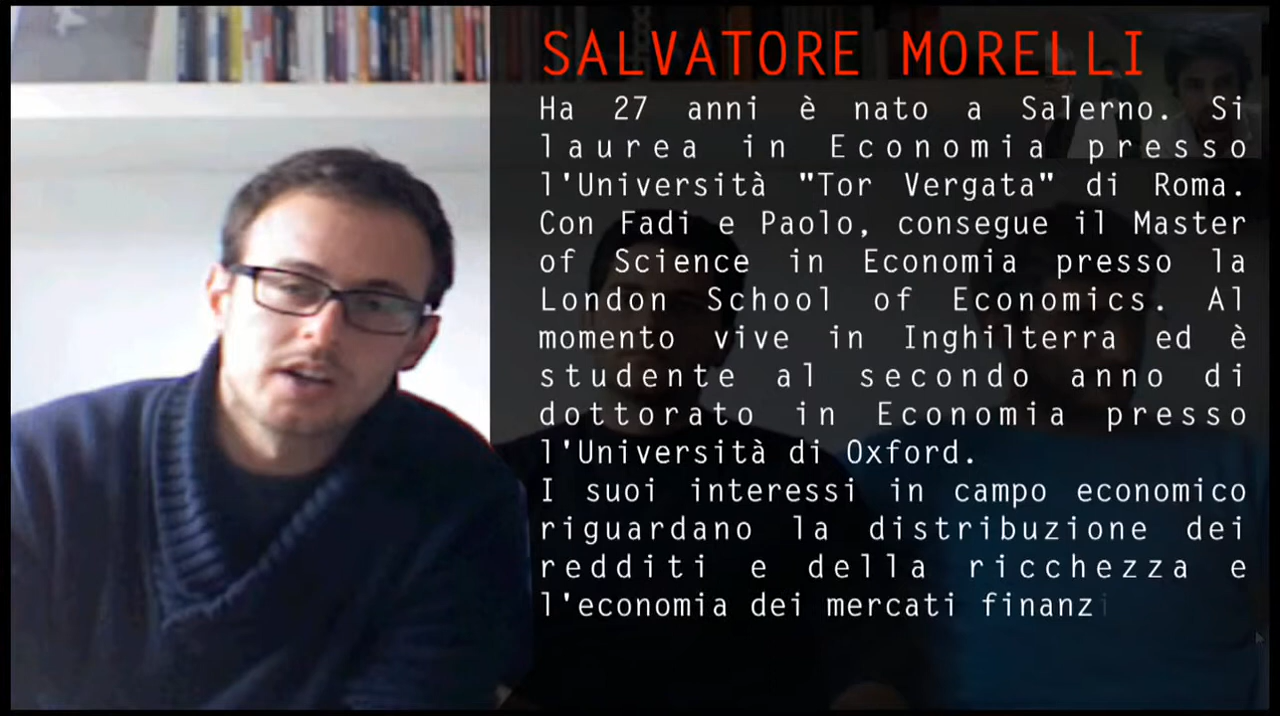 SALVATORE MORELLI
Ha 27 anni è nato a Salerno. Si
laurea in Economia presso
l'Università "Tor Vergata" di Roma.
Con Fadi e Paolo, consegue il Master
of Science in Economia presso la
London School of Economics. Al
momento vive in Inghilterra ed è
studente al secondo anno di
dottorato in Economia presso
l'Università di Oxford.
I suoi interessi in campo economico
riguardano la distribuzione dei
redditi e della ricchezza e
l'economia dei mercati finanzi